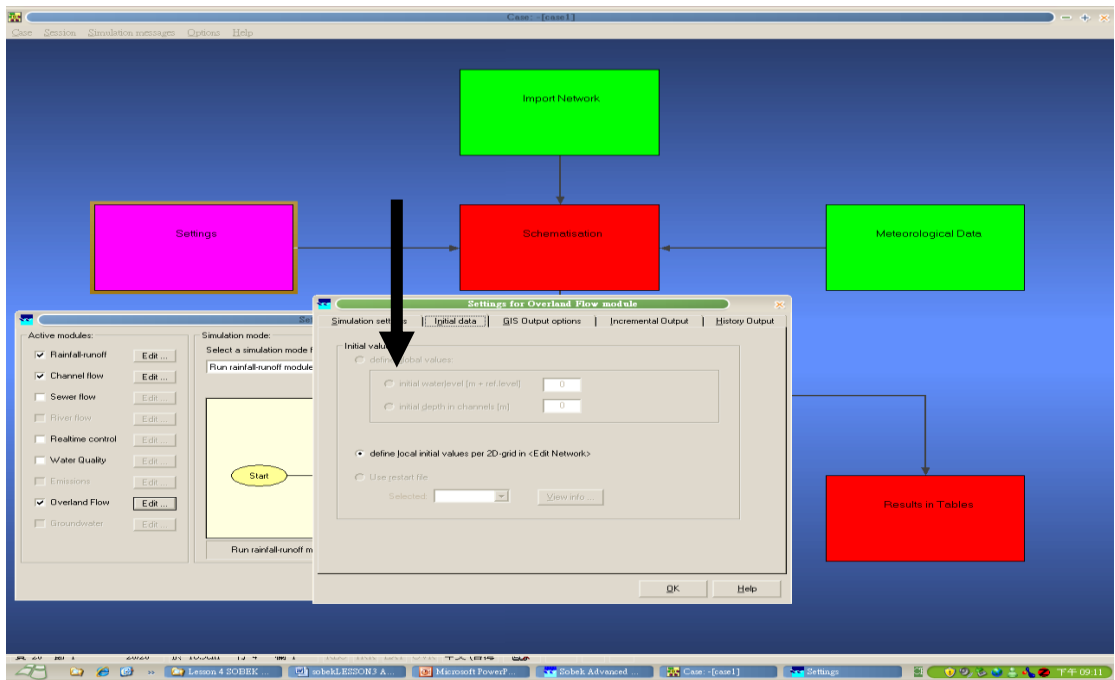 Case: -[case1]
Case Session Simulation messages Options Help
Import Network
Settings
Schematisation
Meteorological Data
Settings for Overland Flow module
Simulation Initial data GIS Output options Incremental Output History Output
Active modules:
Rainfall-runoff Edit ...
Channel flow Edit ...
Sewer flow Edit ...
River flow Edit ...
Realtime control Edit ...
Water Quality Edit ...
Emissions Edit ...
Overland Flow Edit ...
Groundwater Edit ...
Simulation mode:
Select a simulation mode
Run rainfall-runoff module
Start
Run rainfall-runoff
Initial
initial waterlevel [m + ref.level] 0
initial depth in channels [m] 0
define local initial values per 2D-grid in <Edit Network>
Use restart file
Selected: View info ...
OK Help
Results in Tables
Lesson 4 SOBEK ... sobekLESSON3 A... Microsoft PowerP... Sobek Advanced ... Case: -[case1] Settings 下午 09:11